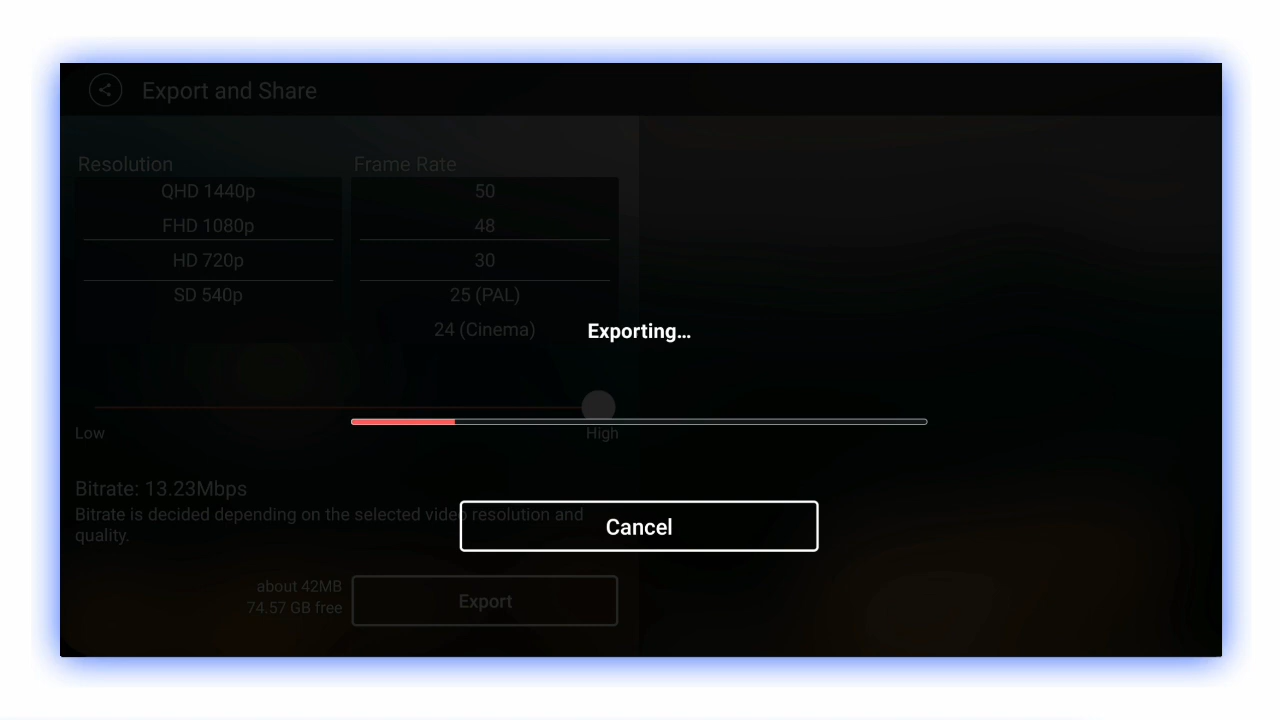 Export and Share
Resolution
Frame Rate
QHD 1440p
FHD 1080p
HD 720p
SD 540p
50
48
30
25 (PAL)
24 (Cinema)
Exporting...
Low
High
Bitrate: 13.23Mbps
Bitrate is decided depending on the selected video resolution and
quality.
Cancel
about 42MB
74.57 GB free
Export